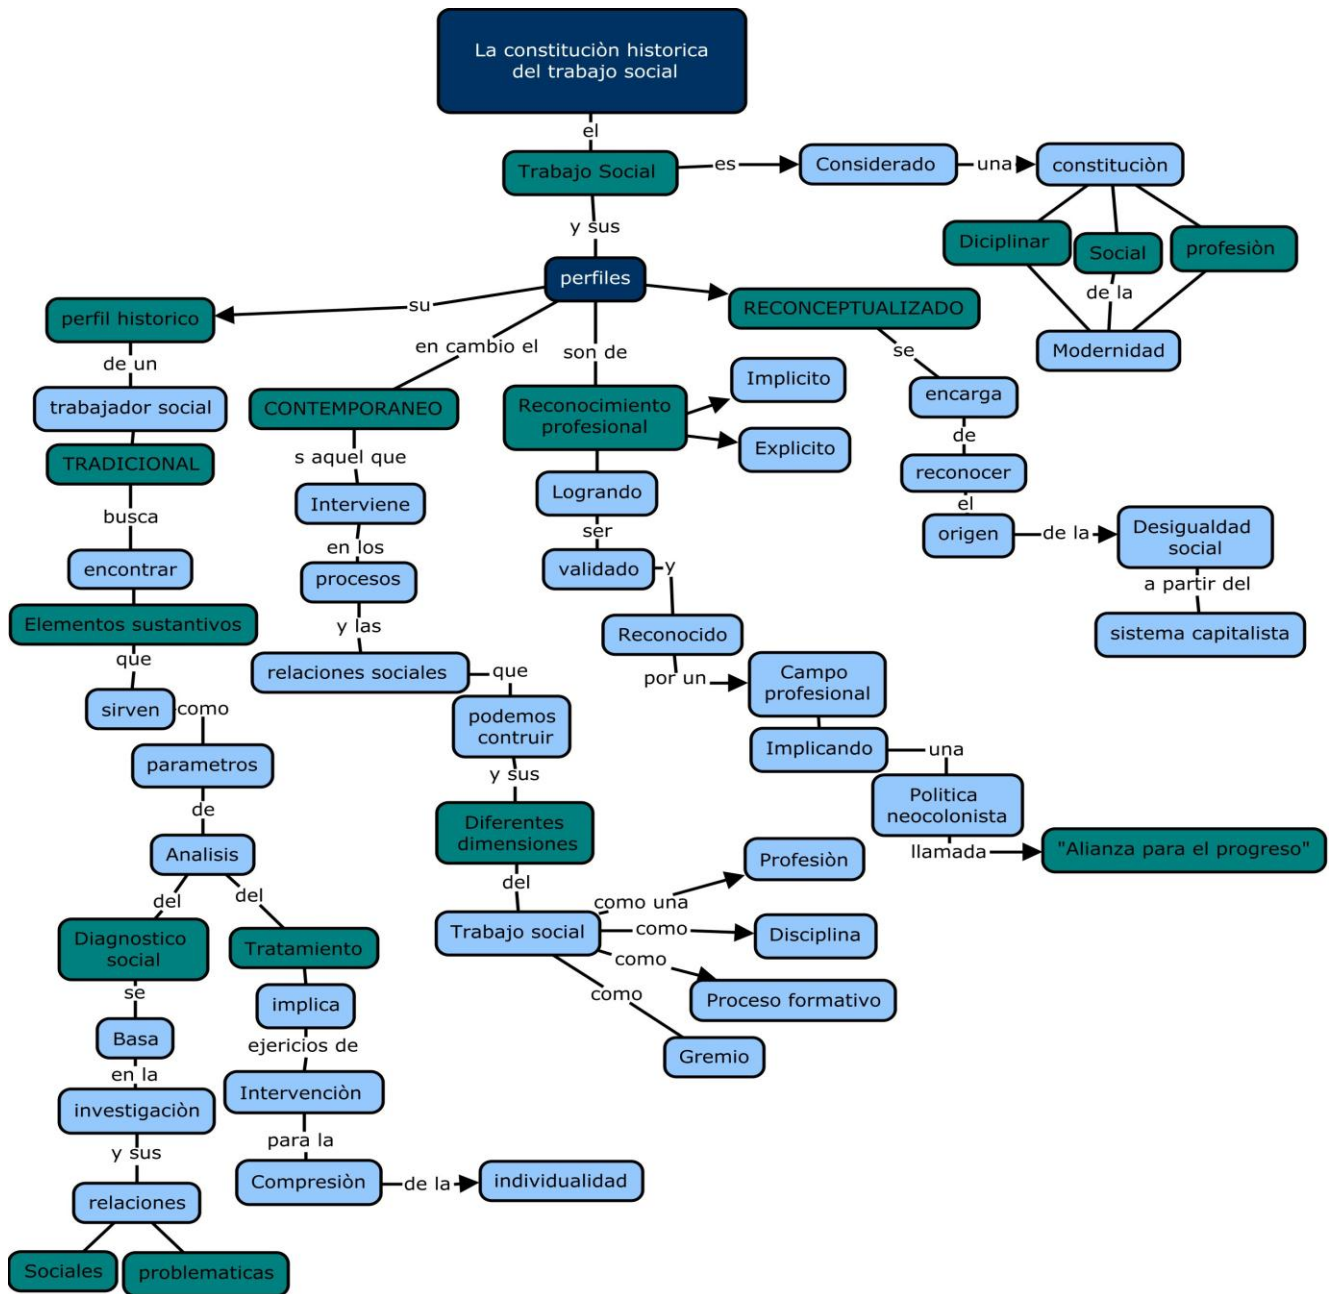 La constituciòn historica
del trabajo social
el
Trabajo Social
es
Considerado
una
constituciòn
Diciplinar
Social
profesiòn
de la
Modernidad
y sus
perfiles
su
perfil historico
de un
trabajador social
TRADICIONAL
busca
encontrar
Elementos sustantivos
que
sirven
como
parametros
de
Analisis
del
Diagnostico
social
se
Basa
en la
investigaciòn
y sus
relaciones
Sociales
problematicas
del
Tratamiento
implica
ejericios de
Intervenciòn
para la
Compresiòn
de la
individualidad
en cambio el
CONTEMPORANEO
s aquel que
Interviene
en los
procesos
y las
relaciones sociales
que
podemos
contruir
y sus
Diferentes
dimensiones
del
Trabajo social
como una
Profesiòn
como
Disciplina
como
Proceso formativo
como
Gremio
son de
Reconocimiento
profesional
Implicito
Explicito
Logrando
ser
validado
y
Reconocido
por un
Campo
profesional
Implicando
una
Politica
neocolonista
llamada
"Alianza para el progreso"
RECONCEPTUALIZADO
se
encarga
de
reconocer
el
origen
de la
Desigualdad
social
a partir del
sistema capitalista